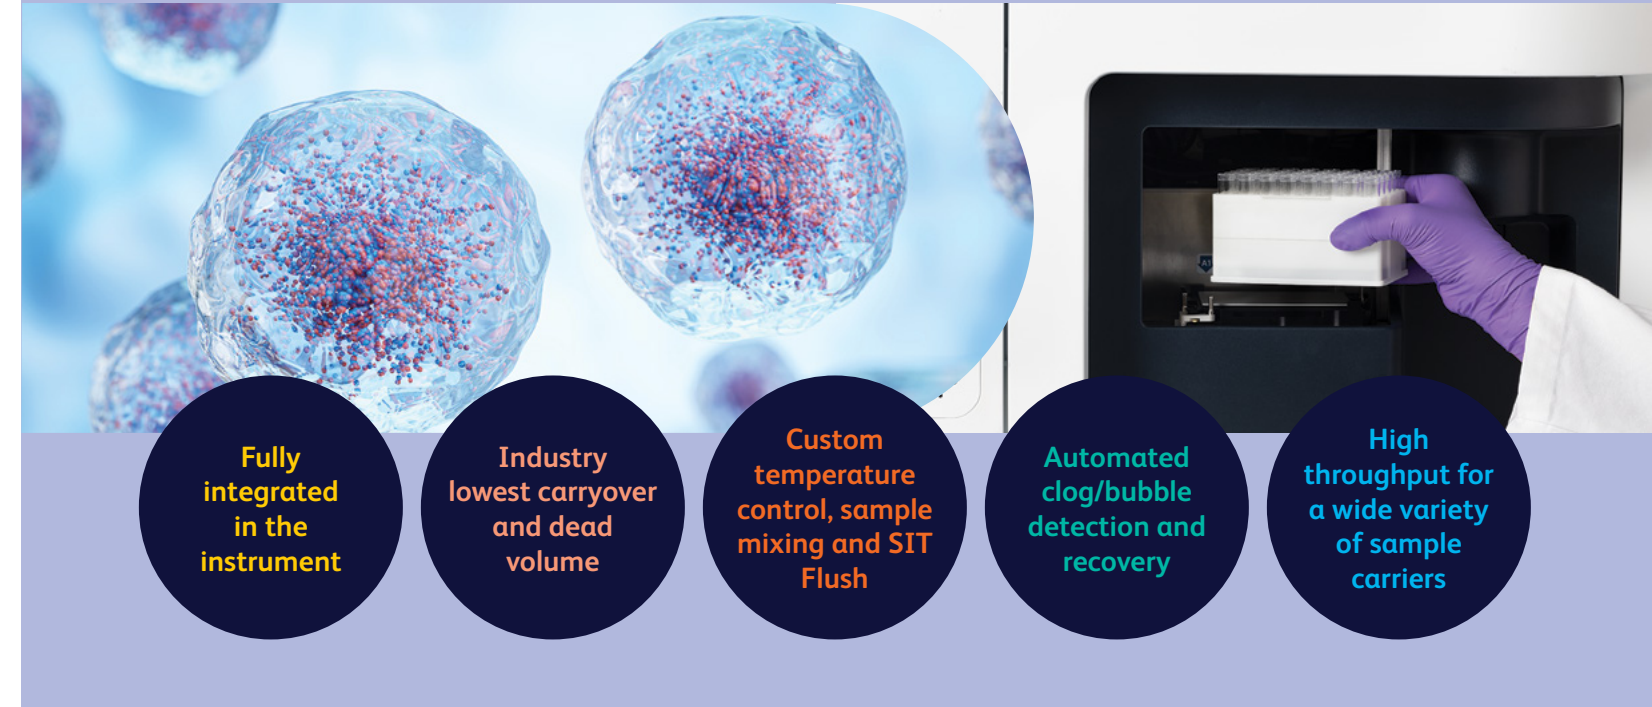 Fully
integrated
in the
instrument
Industry
lowest carryover
and dead
volume
Custom
temperature
control, sample
mixing and SIT
Flush
Automated
clog/bubble
detection and
recovery
High
throughput for
a wide variety
of sample
carriers
A1